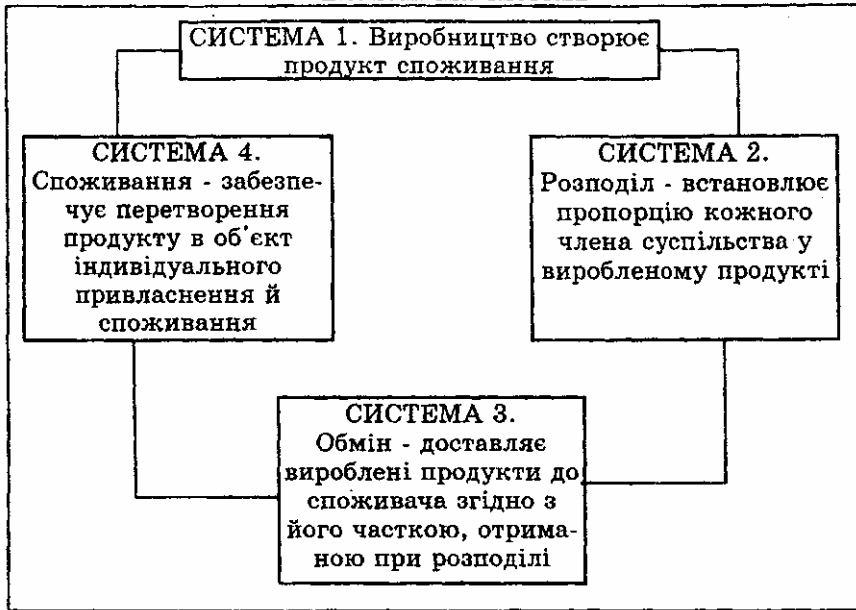 СИСТЕМА 1. Виробництво створює
продукт споживання
СИСТЕМА 4.
Споживання - забезпе-
чує перетворення
продукту в об'єкт
індивідуального
привласнення й
споживання
СИСТЕМА 2.
Розподіл - встановлює
пропорцію кожного
члена суспільства у
виробленому продукті
СИСТЕМА 3.
Обмін - доставляє
вироблені продукти до
споживача згідно з
його часткою, отрима-
ною при розподілі